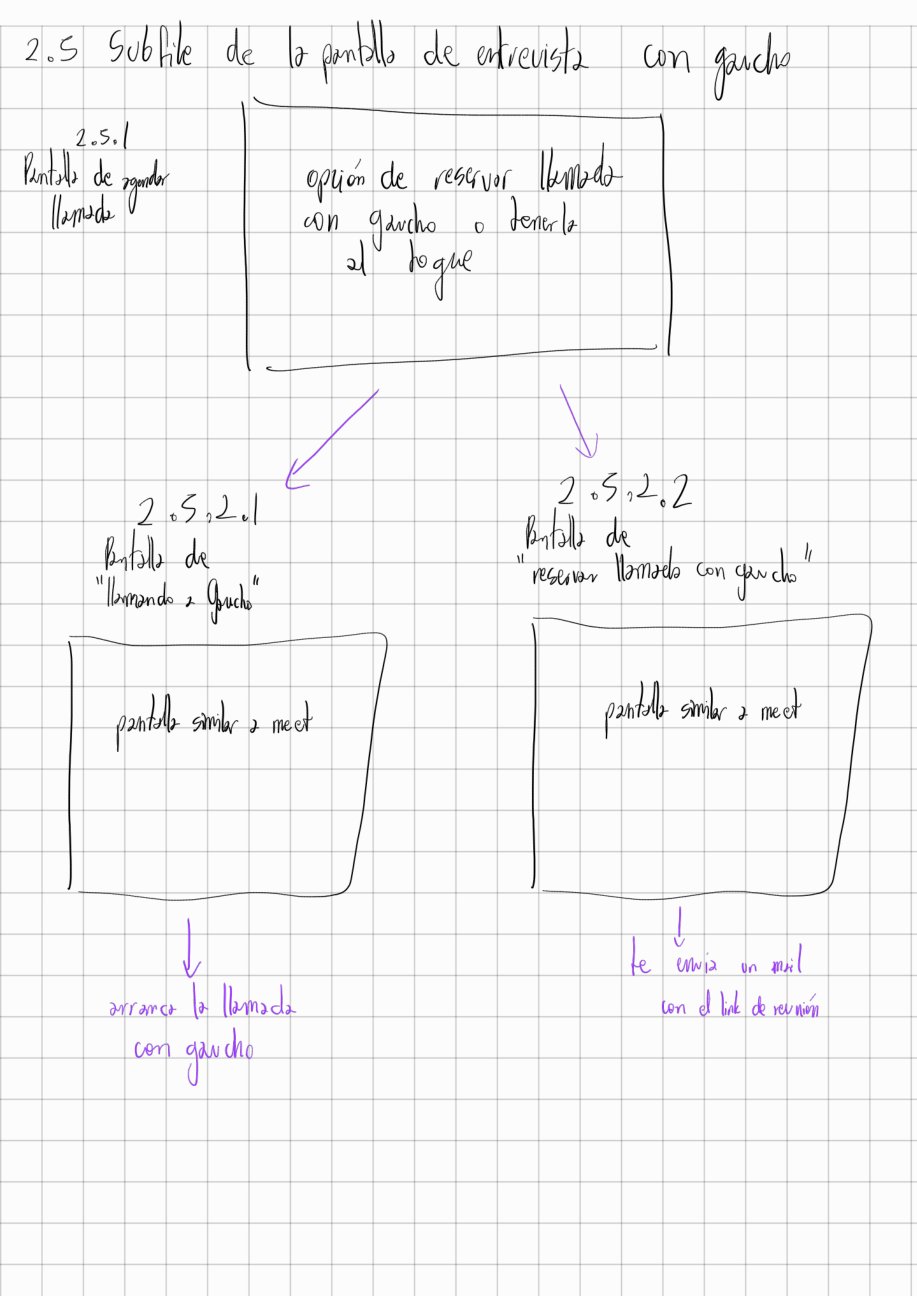 2.5 Subfile de la pantalla de entrevista con gaucho
2.5.1
Pantalla de agendar
llamada
opción de reservar llamada
con gaucho o tenerla
al toque
2.5.2.1
Pantalla de
"llamando a Gaucho"
pantalla similar a meet
arranca la llamada
con gaucho
2.5.2.2
Pantalla de
"reservar llamada con gaucho"
pantalla similar a meet
te envia un mail
con el link de reunión